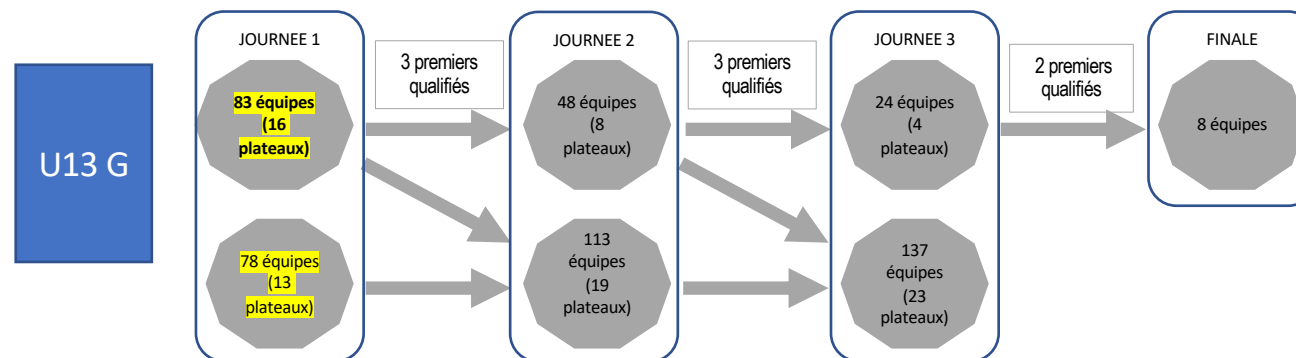 U13 G
JOURNEE 1
83 équipes
(16
plateaux)
78 équipes
(13
plateaux)
3 premiers
qualifiés
JOURNEE 2
48 équipes
(8
plateaux)
113
équipes
(19
plateaux)
3 premiers
qualifiés
JOURNEE 3
24 équipes
(4
plateaux)
137
équipes
(23
plateaux)
2 premiers
qualifiés
FINALE
8 équipes